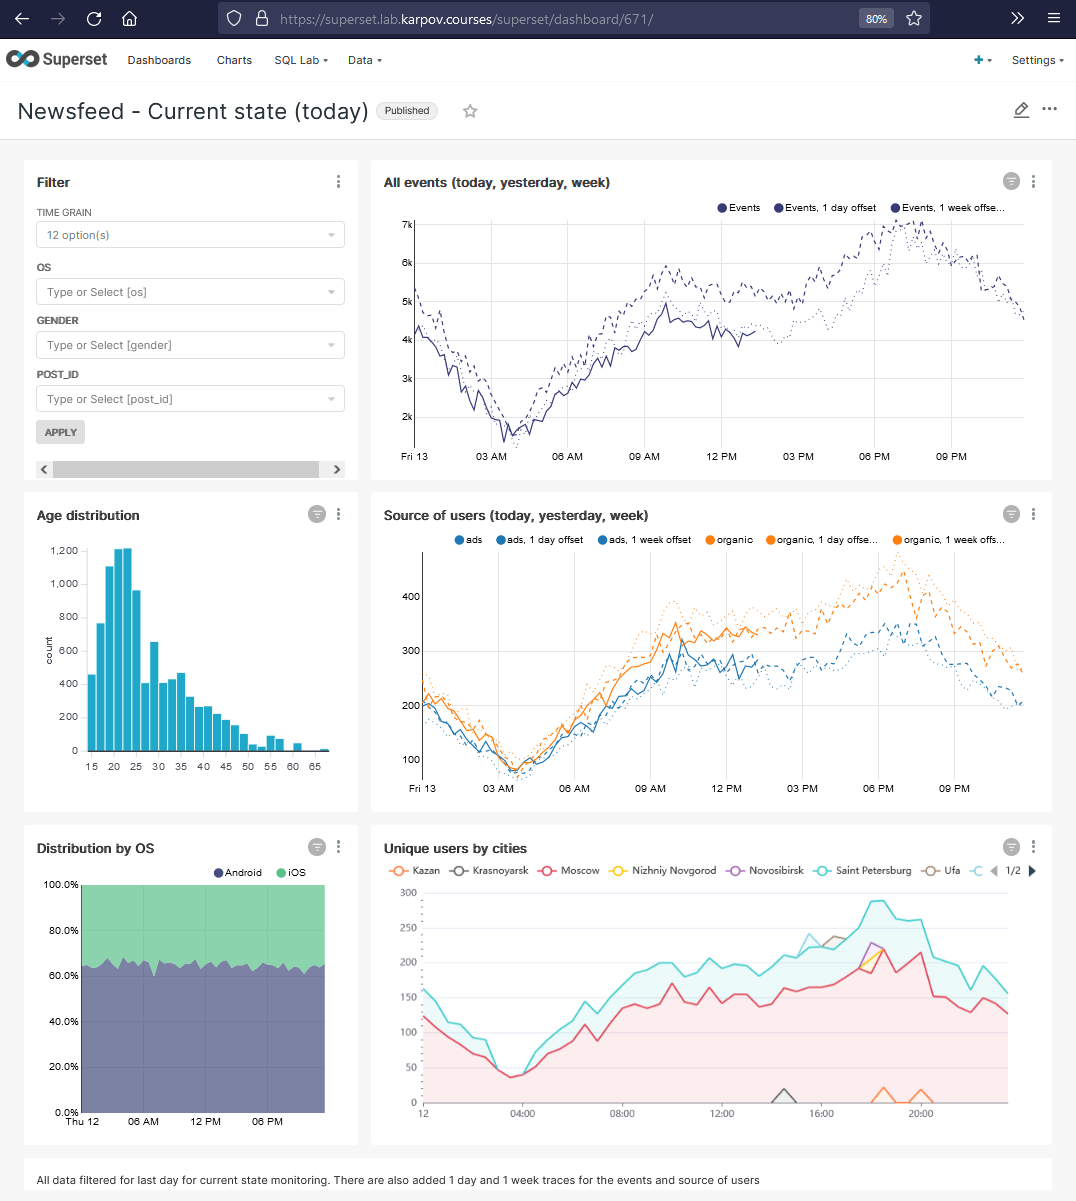 https://superset.lab.karpov.courses/superset/dashboard/671/ 80%
Superset Dashboards Charts SQL Lab Data + Settings
Newsfeed - Current state (today) Published
Filter
TIME GRAIN
12 option(s)
OS
Type or Select [os]
GENDER
Type or Select [gender]
POST_ID
Type or Select [post_id]
APPLY
All events (today, yesterday, week)
Events Events, 1 day offset Events, 1 week offse...
7k
6k
5k
4k
3k
2k
Fri 13 03 AM 06 AM 09 AM 12 PM 03 PM 06 PM 09 PM
Age distribution
1,200
1,000
800
600
400
200
0
count
15 20 25 30 35 40 45 50 55 60 65
Source of users (today, yesterday, week)
ads ads, 1 day offset ads, 1 week offset organic organic, 1 day offse... organic, 1 week offs...
400
300
200
100
Fri 13 03 AM 06 AM 09 AM 12 PM 03 PM 06 PM 09 PM
Distribution by OS
Android iOS
100.0%
80.0%
60.0%
40.0%
20.0%
0.0%
Thu 12 06 AM 12 PM 06 PM
Unique users by cities
Kazan Krasnoyarsk Moscow Nizhniy Novgorod Novosibirsk Saint Petersburg Ufa 1/2
300
250
200
150
100
50
0
12 04:00 08:00 12:00 16:00 20:00
All data filtered for last day for current state monitoring. There are also added 1 day and 1 week traces for the events and source of users